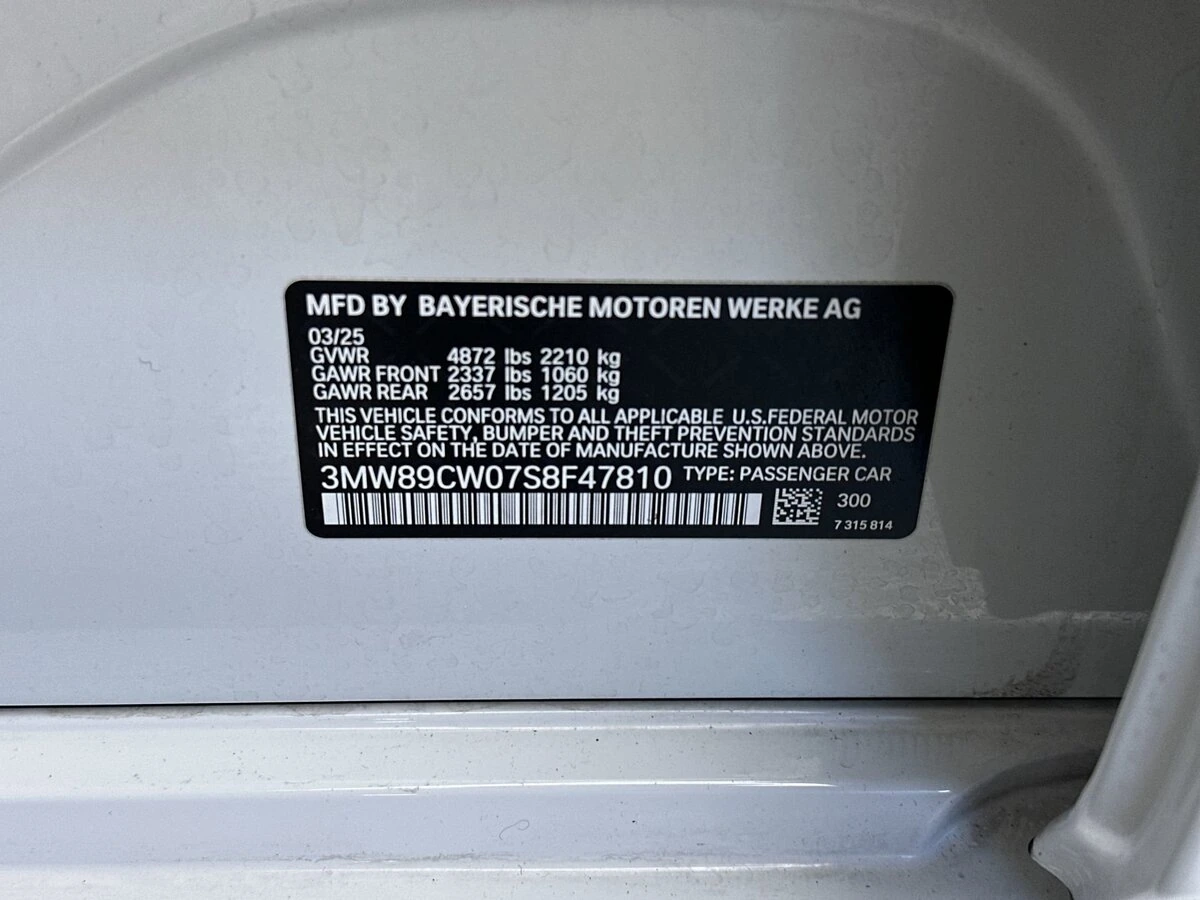 MFD BY BAYERISCHE MOTOREN WERKE AG
03/25
GVWR 4872 lbs 2210 kg
GAWR FRONT 2337 lbs 1060 kg
GAWR REAR 2657 lbs 1205 kg
THIS VEHICLE CONFORMS TO ALL APPLICABLE U.S.FEDERAL MOTOR
VEHICLE SAFETY, BUMPER AND THEFT PREVENTION STANDARDS
IN EFFECT ON THE DATE OF MANUFACTURE SHOWN ABOVE.
3MW89CW07S8F47810 TYPE: PASSENGER CAR
300
7 315 814